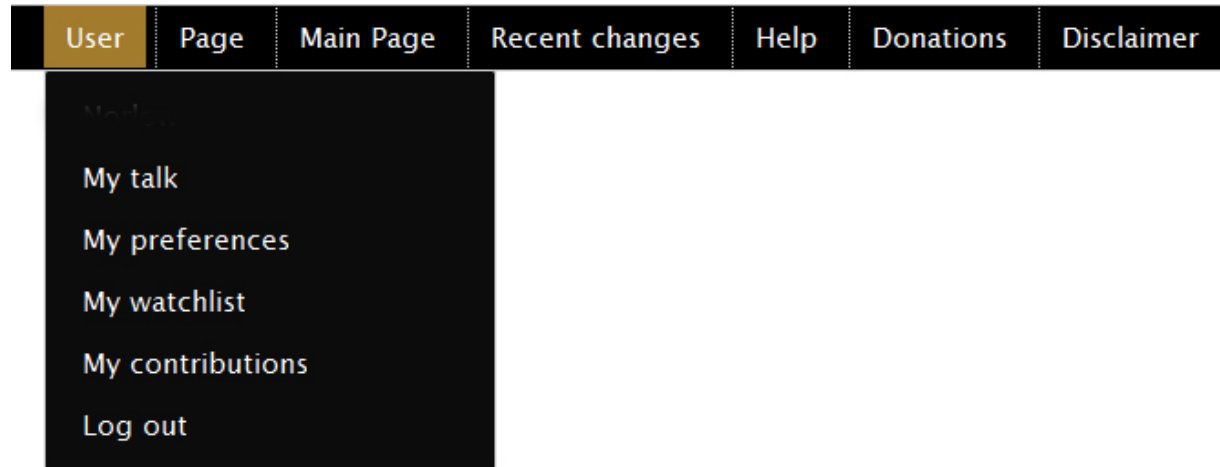 User Page Main Page Recent changes Help Donations Disclaimer
My talk
My preferences
My watchlist
My contributions
Log out